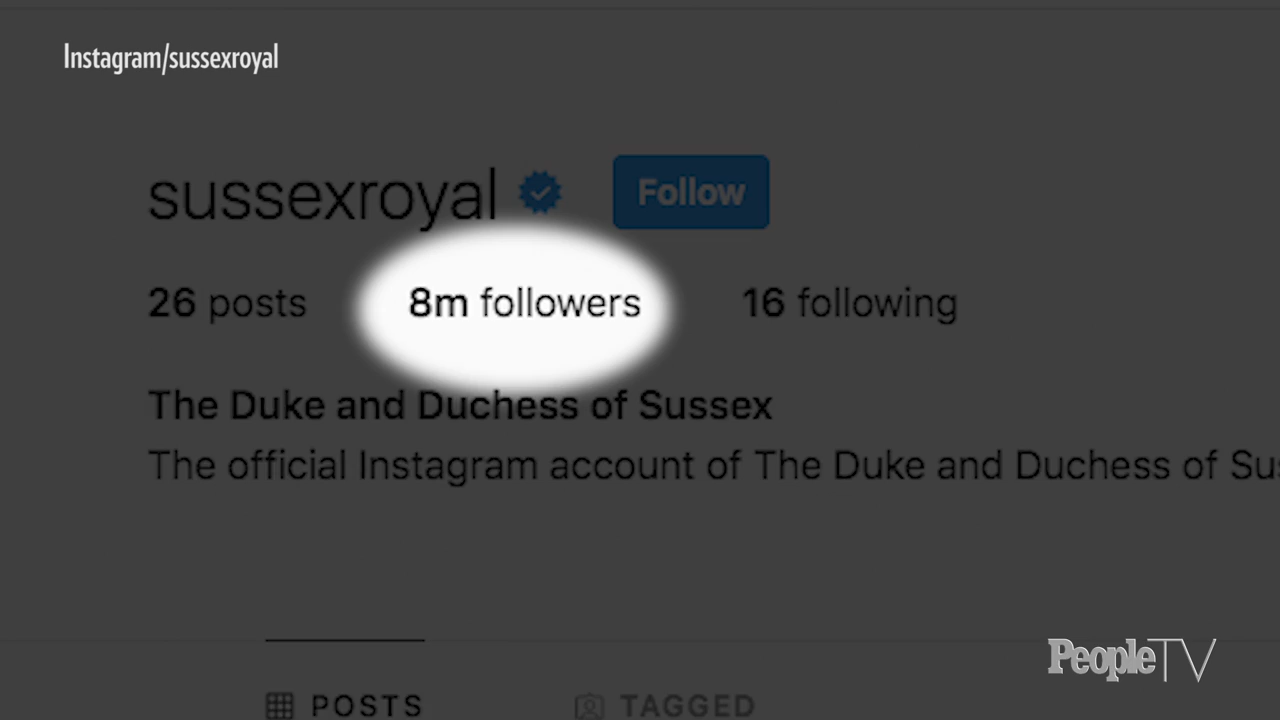 Instagram/sussexroyal
sussexroyal Follow
26 posts 8m followers 16 following
The Duke and Duchess of Sussex
The official Instagram account of The Duke and Duchess of Su
POSTS TAGGED
PeopleTV